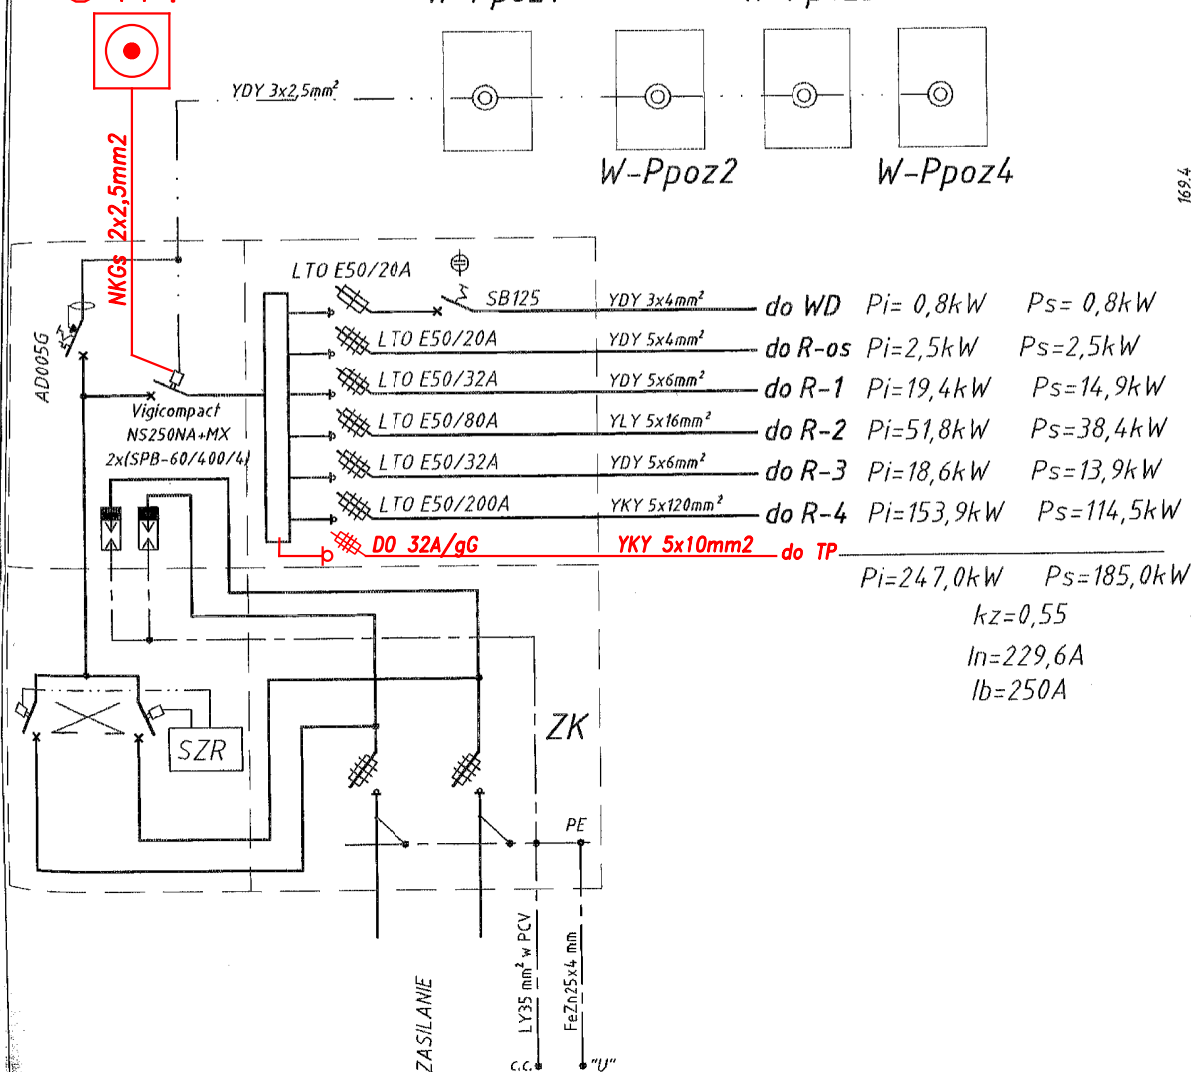 YDY 3x2,5mm²
W-Ppoz2
W-Ppoz4
169.4
NKGs 2x2,5mm2
AD005G
LTO E50/20A
SB125
YDY 3x4mm²
do WD Pi= 0,8kW Ps= 0,8kW
LTO E50/20A
YDY 5x4mm²
do R-os Pi=2,5kW Ps=2,5kW
LTO E50/32A
YDY 5x6mm²
do R-1 Pi=19,4kW Ps=14,9kW
Vigicompact
NS250NA+MX
2x(SPB-60/400/4)
LTO E50/80A
YLY 5x16mm²
do R-2 Pi=51,8kW Ps=38,4kW
LTO E50/32A
YDY 5x6mm²
do R-3 Pi=18,6kW Ps=13,9kW
LTO E50/200A
YKY 5x120mm²
do R-4 Pi=153,9kW Ps=114,5kW
DO 32A/gG
YKY 5x10mm2
do TP
Pi=247,0kW Ps=185,0kW
kz=0,55
In=229,6A
Ib=250A
SZR
ZK
PE
ZASILANIE
LY35 mm² w PCV
FeZn25x4 mm
c.c.
"U"